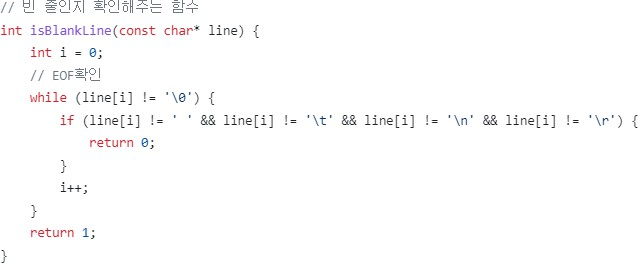 // 빈 줄인지 확인해주는 함수
int isBlankLine(const char* line) {
    int i = 0;
    // EOF확인
    while (line[i] != '\0') {
        if (line[i] != ' ' && line[i] != '\t' && line[i] != '\n' && line[i] != '\r') {
            return 0;
        }
        i++;
    }
    return 1;
}